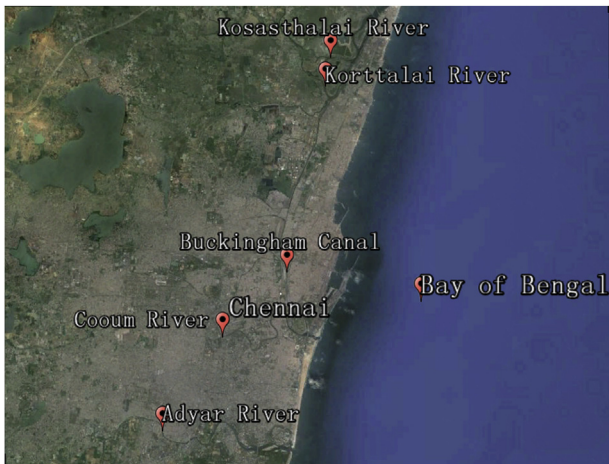 Kosasthalai River
Korttalai River
Buckingham Canal
Bay of Bengal
Chennai
Cooum River
Adyar River